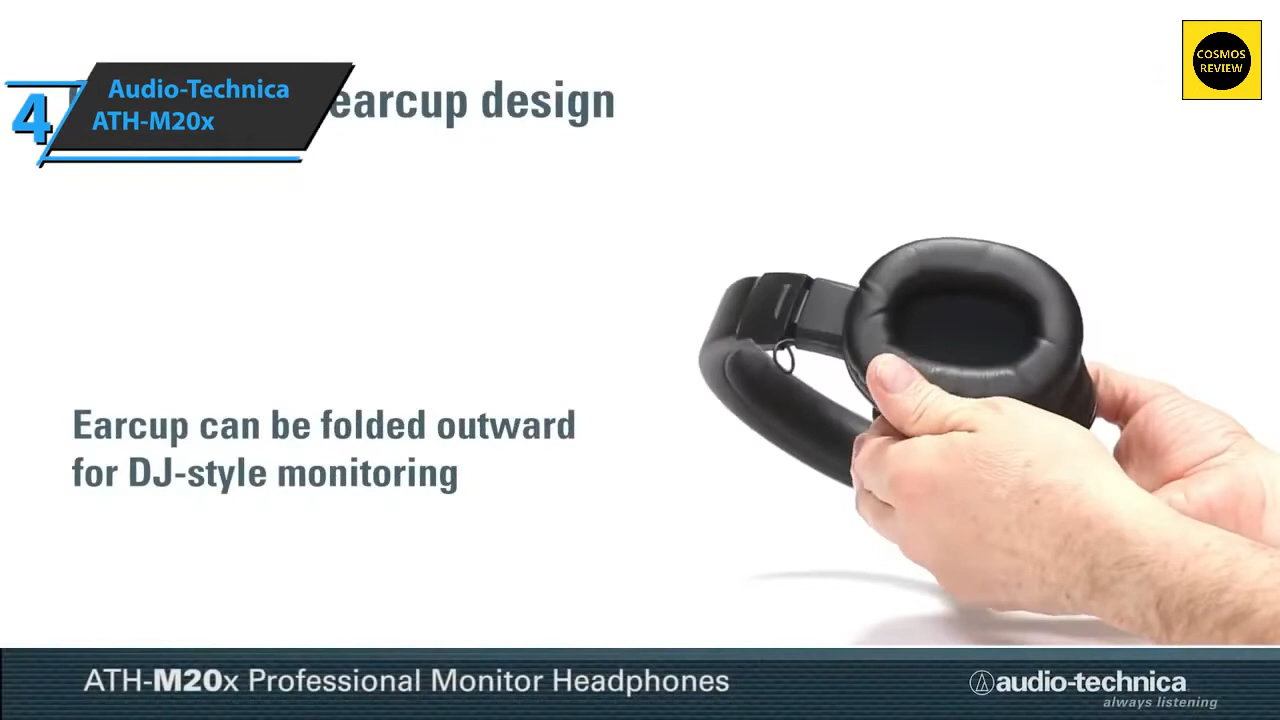 4
Audio-Technica
ATH-M20x
earcup design
COSMOS
REVIEW
Earcup can be folded outward
for DJ-style monitoring
ATH-M20x Professional Monitor Headphones
audio-technica
always listening